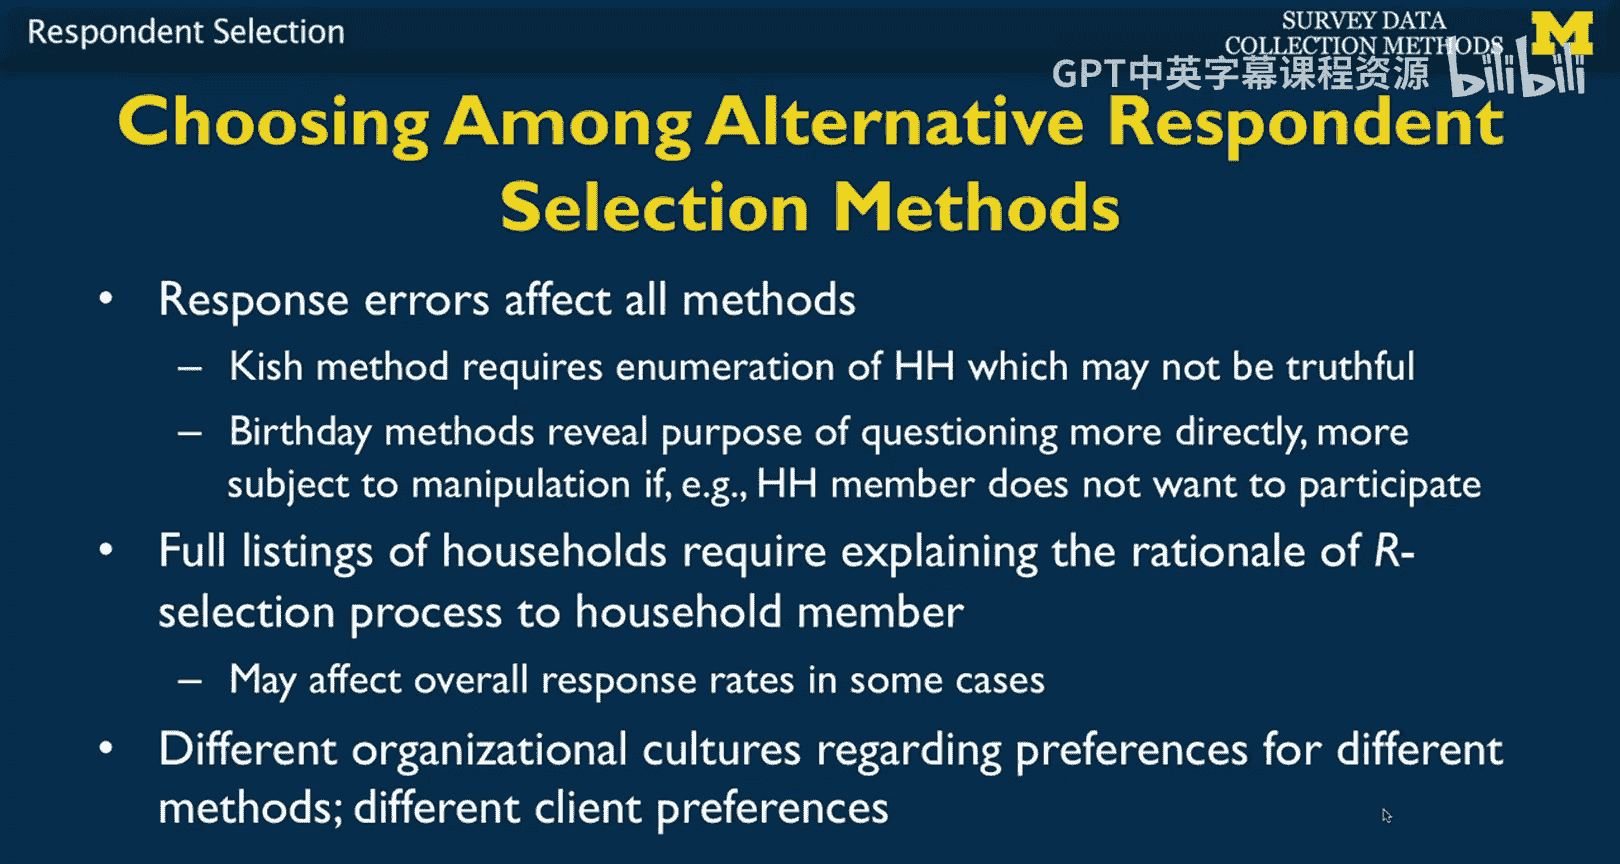 Respondent Selection
SURVEY DATA
COLLECTION METHODS
M
GPT中英字幕课程资源 bilibili
Choosing Among Alternative Respondent
Selection Methods
• Response errors affect all methods
– Kish method requires enumeration of HH which may not be truthful
– Birthday methods reveal purpose of questioning more directly, more
subject to manipulation if, e.g., HH member does not want to participate
• Full listings of households require explaining the rationale of R-
selection process to household member
– May affect overall response rates in some cases
• Different organizational cultures regarding preferences for different
methods; different client preferences